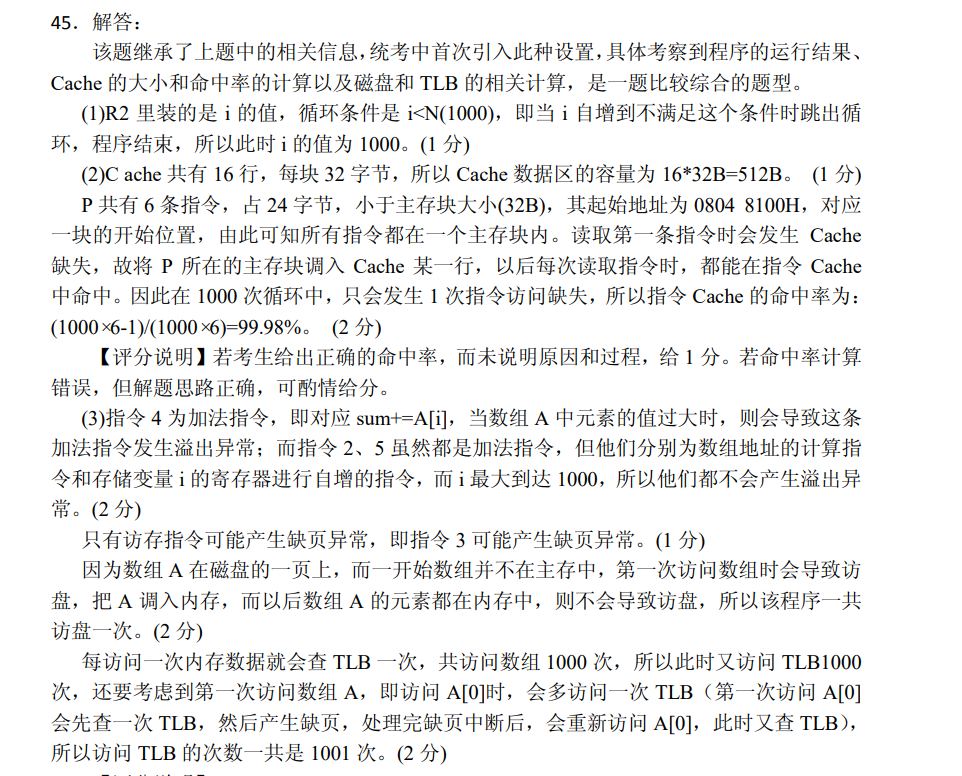 45．解答：
该题继承了上题中的相关信息，统考中首次引入此种设置，具体考察到程序的运行结果、
Cache 的大小和命中率的计算以及磁盘和 TLB 的相关计算，是一题比较综合的题型。
(1)R2 里装的是 i 的值，循环条件是 i<N(1000)，即当 i 自增到不满足这个条件时跳出循
环，程序结束，所以此时 i 的值为 1000。(1 分)
(2)C ache 共有 16 行，每块 32 字节，所以 Cache 数据区的容量为 16*32B=512B。 (1 分)
P 共有 6 条指令，占 24 字节，小于主存块大小(32B)，其起始地址为 0804 8100H，对应
一块的开始位置，由此可知所有指令都在一个主存块内。读取第一条指令时会发生 Cache
缺失，故将 P 所在的主存块调入 Cache 某一行，以后每次读取指令时，都能在指令 Cache
中命中。因此在 1000 次循环中，只会发生 1 次指令访问缺失，所以指令 Cache 的命中率为：
(1000×6-1)/(1000×6)=99.98%。 (2 分)
【评分说明】若考生给出正确的命中率，而未说明原因和过程，给 1 分。若命中率计算
错误，但解题思路正确，可酌情给分。
(3)指令 4 为加法指令，即对应 sum+=A[i]，当数组 A 中元素的值过大时，则会导致这条
加法指令发生溢出异常；而指令 2、5 虽然都是加法指令，但他们分别为数组地址的计算指
令和存储变量 i 的寄存器进行自增的指令，而 i 最大到达 1000，所以他们都不会产生溢出异
常。(2 分)
只有访存指令可能产生缺页异常，即指令 3 可能产生缺页异常。(1 分)
因为数组 A 在磁盘的一页上，而一开始数组并不在主存中，第一次访问数组时会导致访
盘，把 A 调入内存，而以后数组 A 的元素都在内存中，则不会导致访盘，所以该程序一共
访盘一次。(2 分)
每访问一次内存数据就会查 TLB 一次，共访问数组 1000 次，所以此时又访问 TLB1000
次，还要考虑到第一次访问数组 A，即访问 A[0]时，会多访问一次 TLB（第一次访问 A[0]
会先查一次 TLB，然后产生缺页，处理完缺页中断后，会重新访问 A[0]，此时又查 TLB），
所以访问 TLB 的次数一共是 1001 次。(2 分)